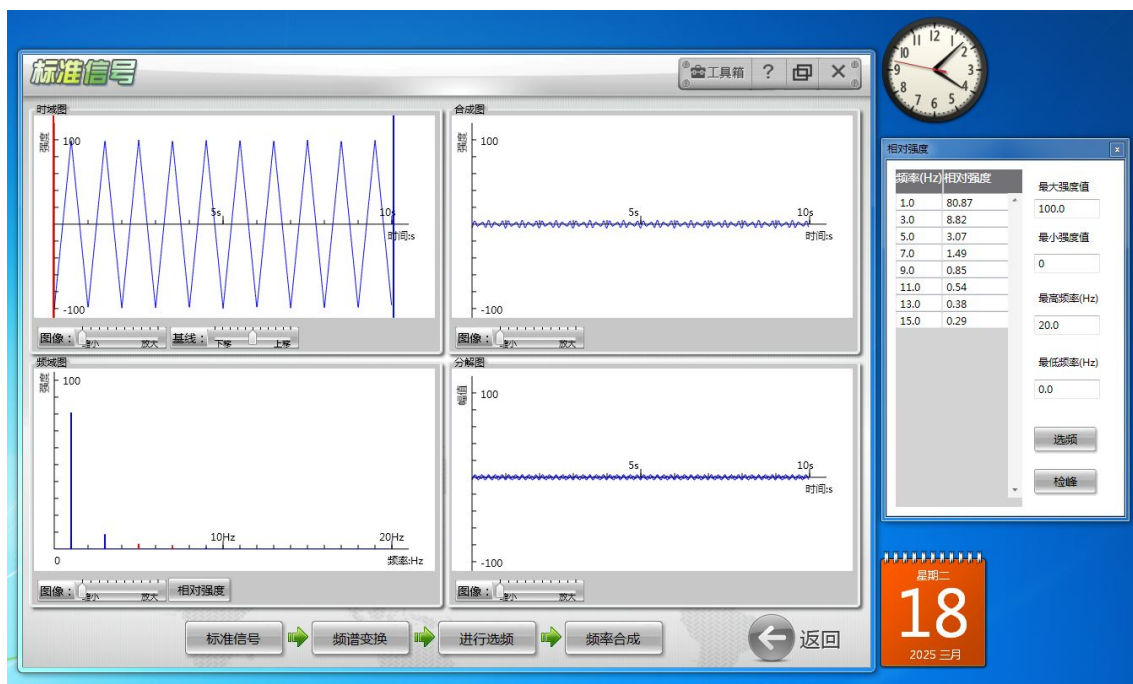 标准信号
工具箱 ? ×
时域图
强度
100
5s
10s
时间:s
-100
图像： 缩小 放大 基线： 下移 上移
合成图
强度
100
5s
10s
时间:s
-100
图像： 缩小 放大
频域图
强度
100
10Hz
20Hz
0
频率:Hz
图像： 缩小 放大 相对强度
分解图
幅值
100
5s
10s
时间:s
-100
图像： 缩小 放大
标准信号 频谱变换 进行选频 频率合成 返回
12
1
2
3
4
5
6
7
8
9
10
11
相对强度 x
频率(Hz) 相对强度
1.0 80.87
3.0 8.82
5.0 3.07
7.0 1.49
9.0 0.85
11.0 0.54
13.0 0.38
15.0 0.29
最大强度值
100.0
最小强度值
0
最高频率(Hz)
20.0
最低频率(Hz)
0.0
选频
检峰
星期二
18
2025 三月